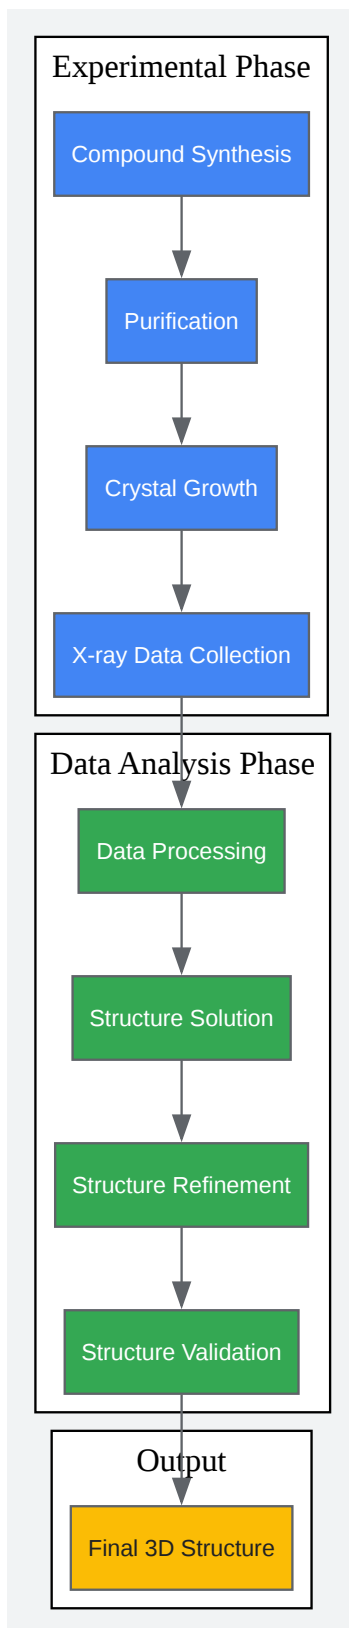 Experimental Phase
Compound Synthesis
Purification
Crystal Growth
X-ray Data Collection
Data Analysis Phase
Data Processing
Structure Solution
Structure Refinement
Structure Validation
Output
Final 3D Structure